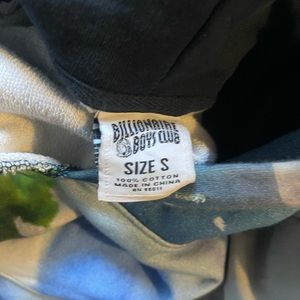 BILLIONAIRE
BOYS CLUB
SIZE S
100% COTTON
MADE IN CHINA